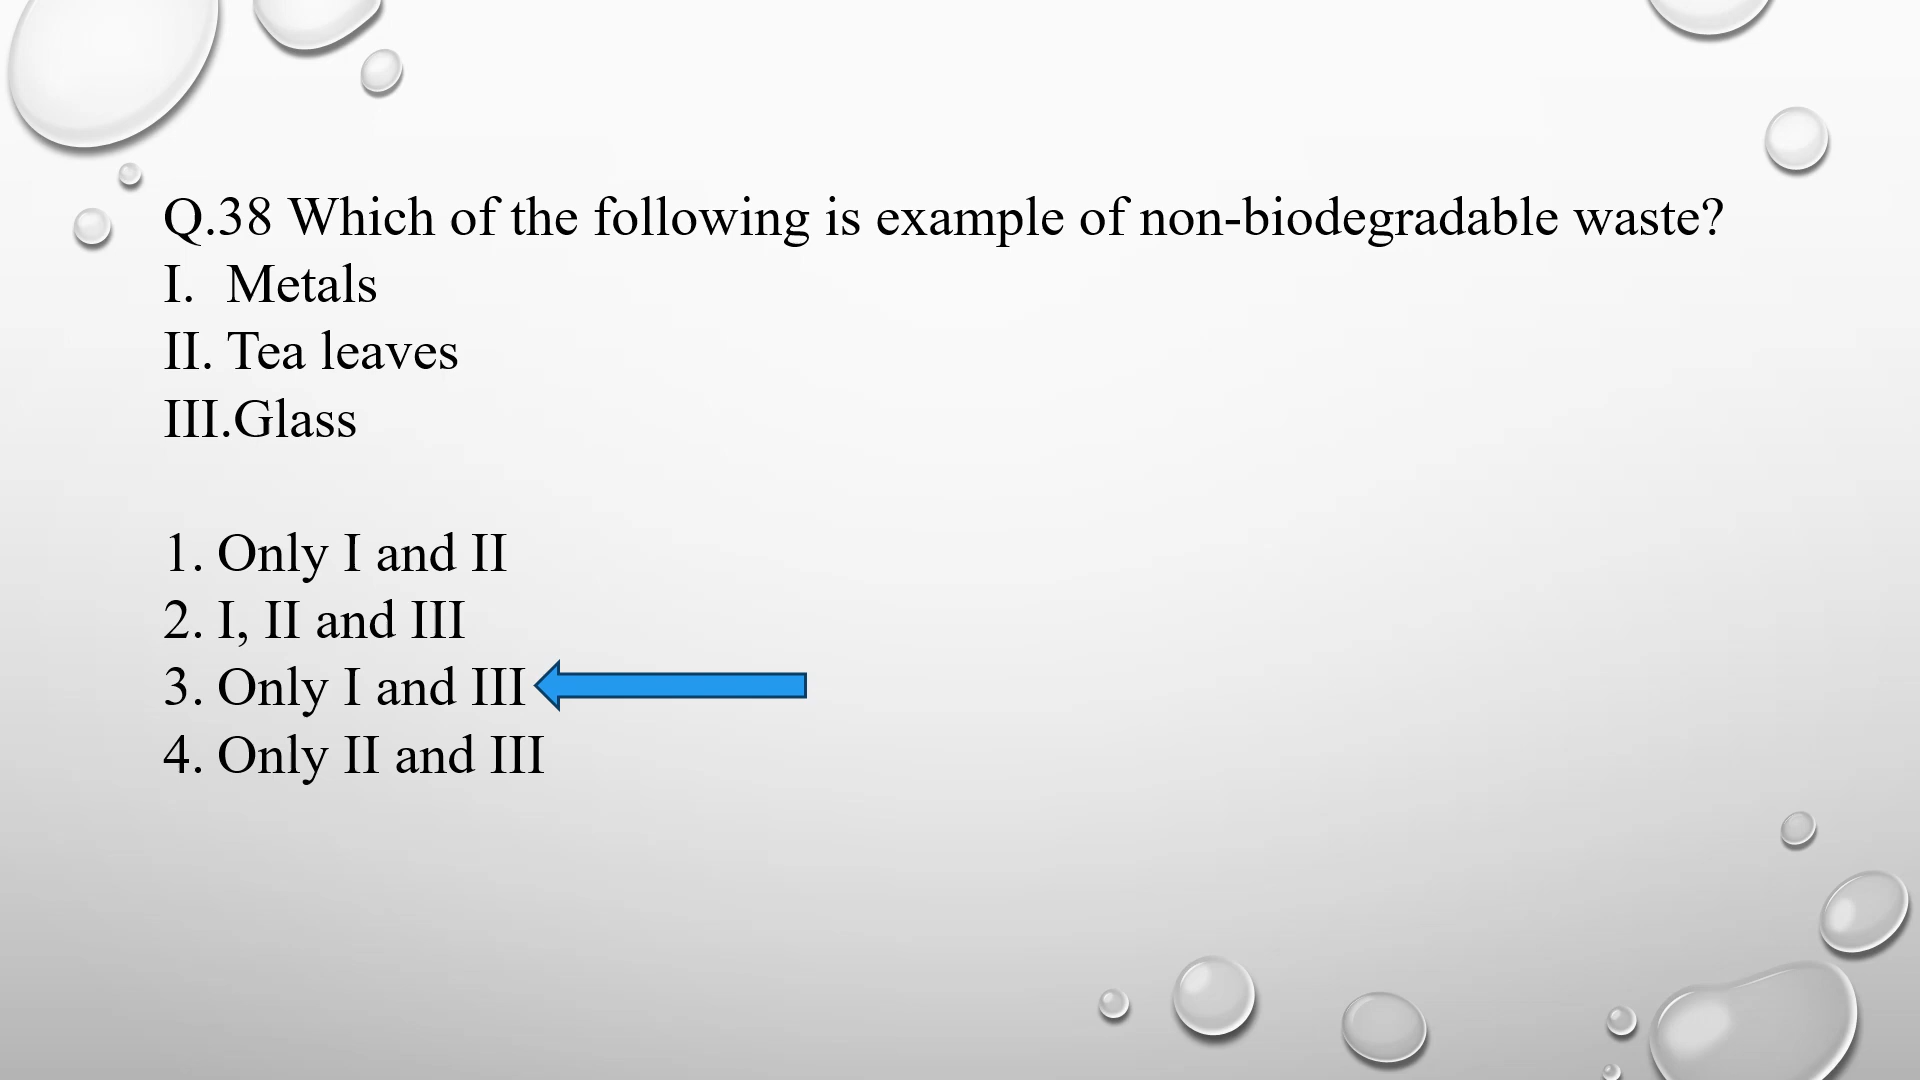 Q.38 Which of the following is example of non-biodegradable waste?
I. Metals
II. Tea leaves
III.Glass
1. Only I and II
2. I, II and III
3. Only I and III
4. Only II and III